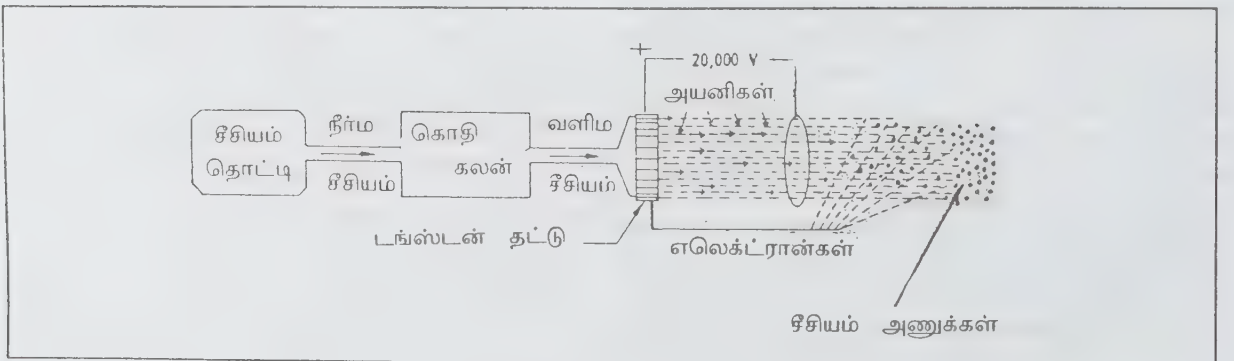 +
20,000 V
அயனிகள்
சீசியம்
தொட்டி
நீர்ம
சீசியம்
கொதி
கலன்
வளிம
சீசியம்
டங்ஸ்டன் தட்டு
எலெக்ட்ரான்கள்
சீசியம் அணுக்கள்